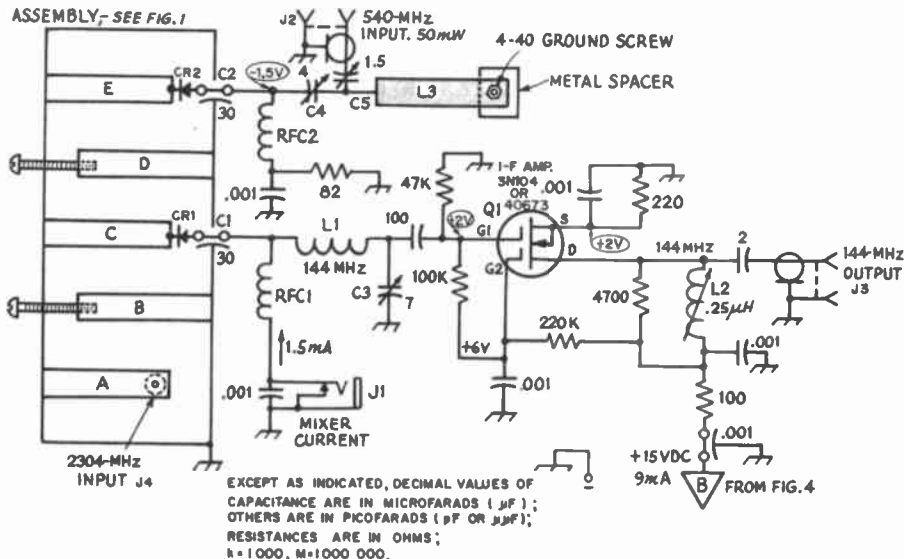 ASSEMBLY,- SEE FIG. 1
J2
540-MHz
INPUT. 50mW
4-40 GROUND SCREW
METAL SPACER
E
CR2
C2
30
-1.5V
4
C4
1.5
C5
L3
RFC2
.001
82
D
47K
I-F AMP.
3N104
OR
40673
Q1
.001
220
S
+2V
C
CR1
C1
30
L1
144 MHz
100
+2V
G1
G2
D
144 MHz
2
144-MHz
OUTPUT
J3
C3
7
100K
4700
L2
.25µH
B
RFC1
1.5mA
220K
+6V
.001
.001
100
A
.001
J1
MIXER
CURRENT
.001
+15VDC
9mA
B
FROM FIG. 4
2304-MHz
INPUT J4
EXCEPT AS INDICATED, DECIMAL VALUES OF
CAPACITANCE ARE IN MICROFARADS ( µF ) ;
OTHERS ARE IN PICOFARADS ( pF OR µµF);
RESISTANCES ARE IN OHMS ;
k = 1000, M=1000 000.